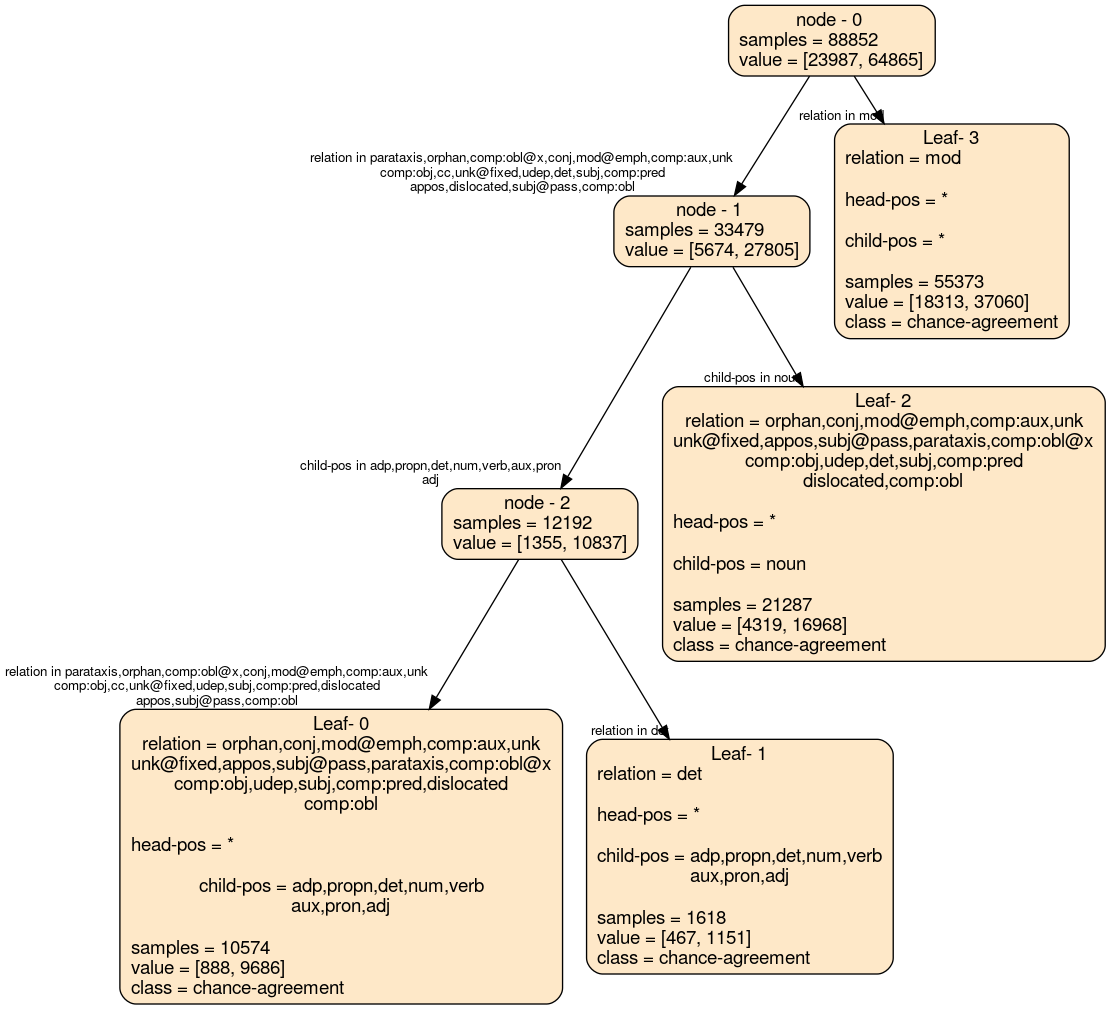 node - 0
samples = 88852
value = [23987, 64865]
relation in mod
Leaf- 3
relation = mod
head-pos = *
child-pos = *
samples = 55373
value = [18313, 37060]
class = chance-agreement
relation in parataxis,orphan,comp:obl@x,conj,mod@emph,comp:aux,unk
comp:obj,cc,unk@fixed,udep,det,subj,comp:pred
appos,dislocated,subj@pass,comp:obl
node - 1
samples = 33479
value = [5674, 27805]
child-pos in noun
Leaf- 2
relation = orphan,conj,mod@emph,comp:aux,unk
unk@fixed,appos,subj@pass,parataxis,comp:obl@x
comp:obj,udep,det,subj,comp:pred
dislocated,comp:obl
head-pos = *
child-pos = noun
samples = 21287
value = [4319, 16968]
class = chance-agreement
child-pos in adp,propn,det,num,verb,aux,pron
adj
node - 2
samples = 12192
value = [1355, 10837]
relation in parataxis,orphan,comp:obl@x,conj,mod@emph,comp:aux,unk
comp:obj,cc,unk@fixed,udep,subj,comp:pred,dislocated
appos,subj@pass,comp:obl
Leaf- 0
relation = orphan,conj,mod@emph,comp:aux,unk
unk@fixed,appos,subj@pass,parataxis,comp:obl@x
comp:obj,udep,subj,comp:pred,dislocated
comp:obl
head-pos = *
child-pos = adp,propn,det,num,verb
aux,pron,adj
samples = 10574
value = [888, 9686]
class = chance-agreement
relation in det
Leaf- 1
relation = det
head-pos = *
child-pos = adp,propn,det,num,verb
aux,pron,adj
samples = 1618
value = [467, 1151]
class = chance-agreement